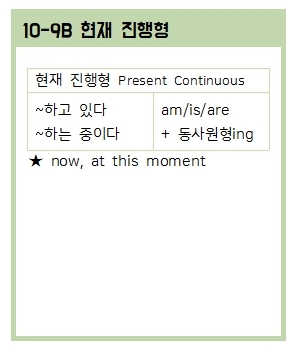 10-9B 현재 진행형
현재 진행형 Present Continuous
~하고 있다
~하는 중이다
am/is/are
+ 동사원형ing
★ now, at this moment